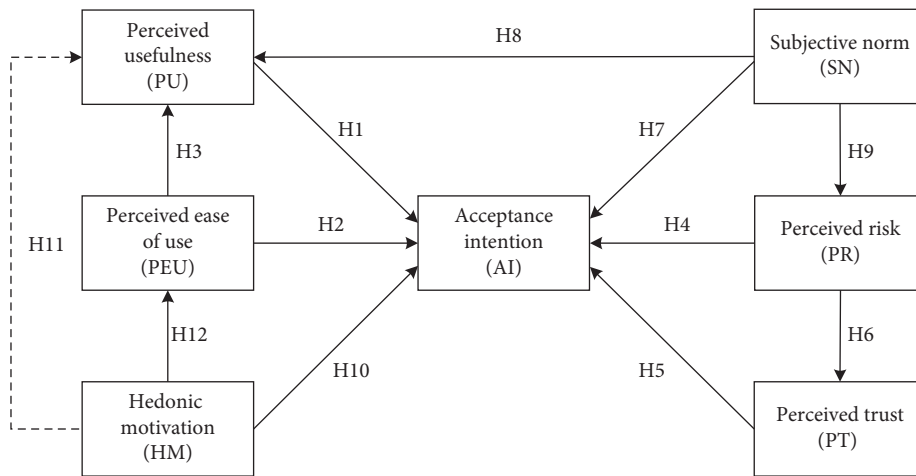 Perceived
usefulness
(PU)
H8
Subjective norm
(SN)
H1
H7
H3
H9
H11
Perceived ease
of use
(PEU)
H2
Acceptance
intention
(AI)
H4
Perceived risk
(PR)
H12
H10
H5
H6
Hedonic
motivation
(HM)
Perceived trust
(PT)